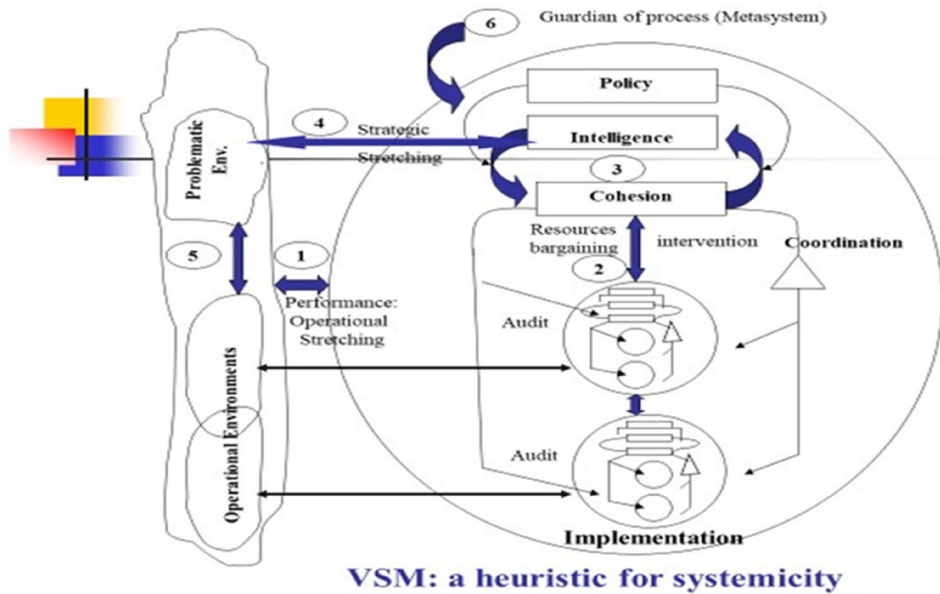 6
Guardian of process (Metasystem)
Policy
4
Strategic
Intelligence
Stretching
Problematic
Env.
3
Cohesion
Resources
bargaining
intervention
Coordination
5
1
2
Performance:
Operational
Stretching
Audit
Operational Environments
Audit
Implementation
VSM: a heuristic for systemicity